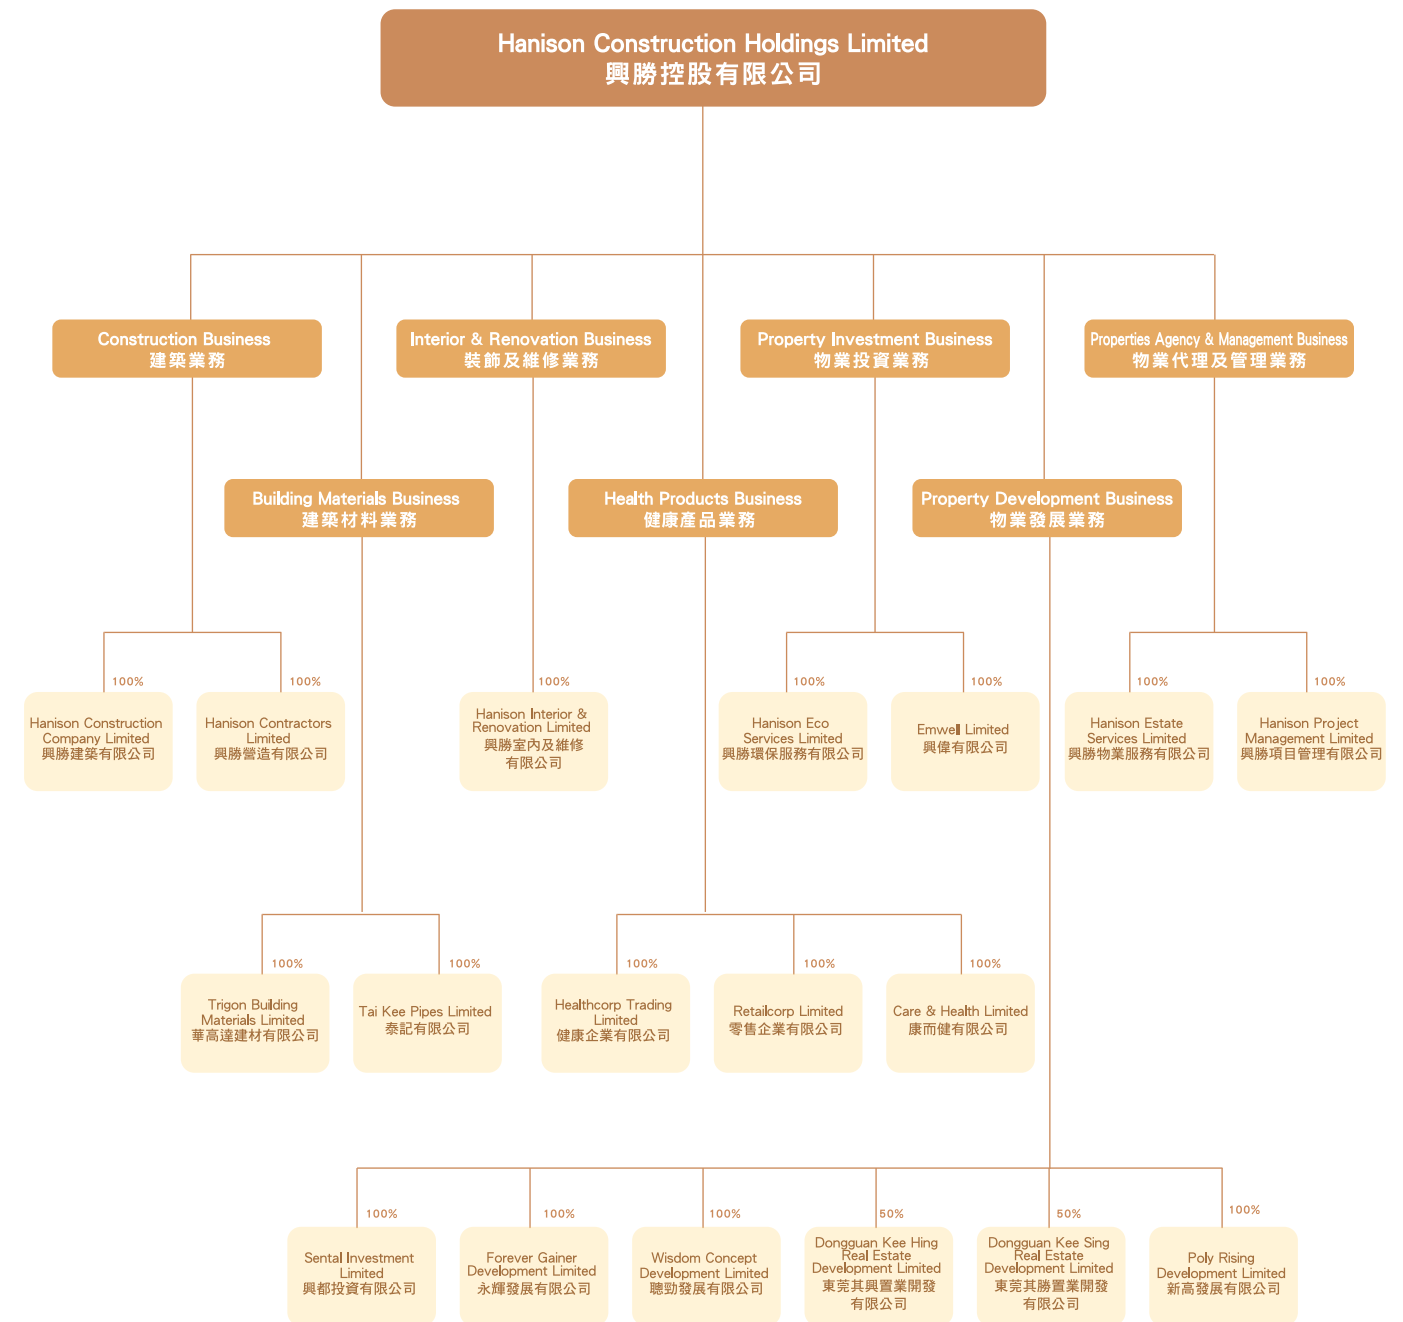 Hanison Construction Holdings Limited
興勝控股有限公司
Construction Business
建築業務
Interior & Renovation Business
裝飾及維修業務
Property Investment Business
物業投資業務
Properties Agency & Management Business
物業代理及管理業務
Building Materials Business
建築材料業務
Health Products Business
健康產品業務
Property Development Business
物業發展業務
100%
Hanison Construction
Company Limited
興勝建築有限公司
100%
Hanison Contractors
Limited
興勝營造有限公司
100%
Hanison Interior &
Renovation Limited
興勝室內及維修
有限公司
100%
Hanison Eco
Services Limited
興勝環保服務有限公司
100%
Emwell Limited
興偉有限公司
100%
Hanison Estate
Services Limited
興勝物業服務有限公司
100%
Hanison Project
Management Limited
興勝項目管理有限公司
100%
Trigon Building
Materials Limited
華高達建材有限公司
100%
Tai Kee Pipes Limited
泰記有限公司
100%
Healthcorp Trading
Limited
健康企業有限公司
100%
Retailcorp Limited
零售企業有限公司
100%
Care & Health Limited
康而健有限公司
100%
Sental Investment
Limited
興都投資有限公司
100%
Forever Gainer
Development Limited
永輝發展有限公司
100%
Wisdom Concept
Development Limited
聰勁發展有限公司
50%
Dongguan Kee Hing
Real Estate
Development Limited
東莞其興置業開發
有限公司
50%
Dongguan Kee Sing
Real Estate
Development Limited
東莞其勝置業開發
有限公司
100%
Poly Rising
Development Limited
新高發展有限公司